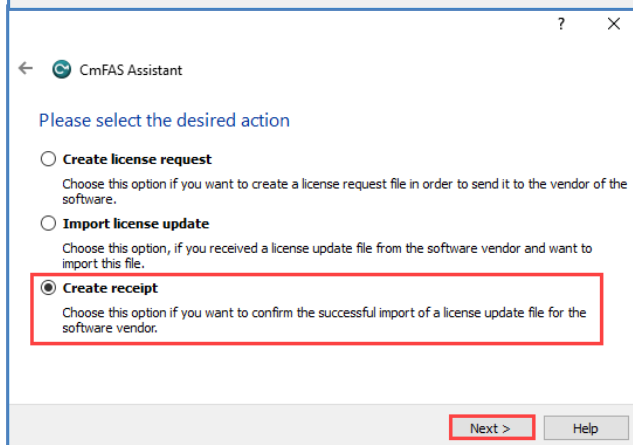 ?
CmFAS Assistant
Please select the desired action
Create license request
Choose this option if you want to create a license request file in order to send it to the vendor of the
software.
Import license update
Choose this option, if you received a license update file from the software vendor and want to
import this file.
Create receipt
Choose this option if you want to confirm the successful import of a license update file for the
software vendor.
Next > Help